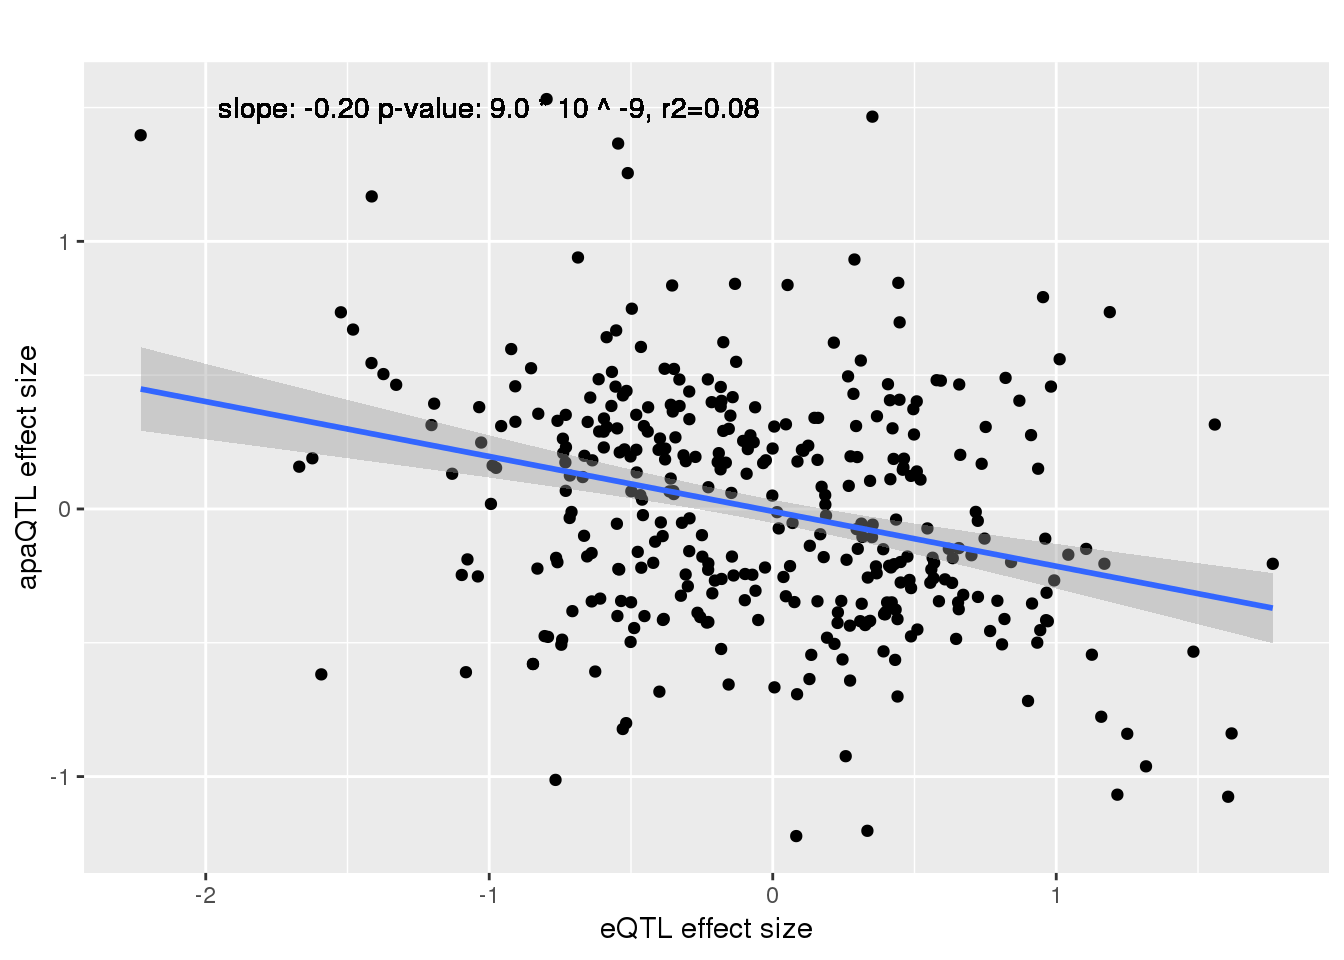 slope: -0.20 p-value: 9.0 * 10 ^ -9, r2=0.08
1
0
-1
apaQTL effect size
-2 -1 0 1
eQTL effect size